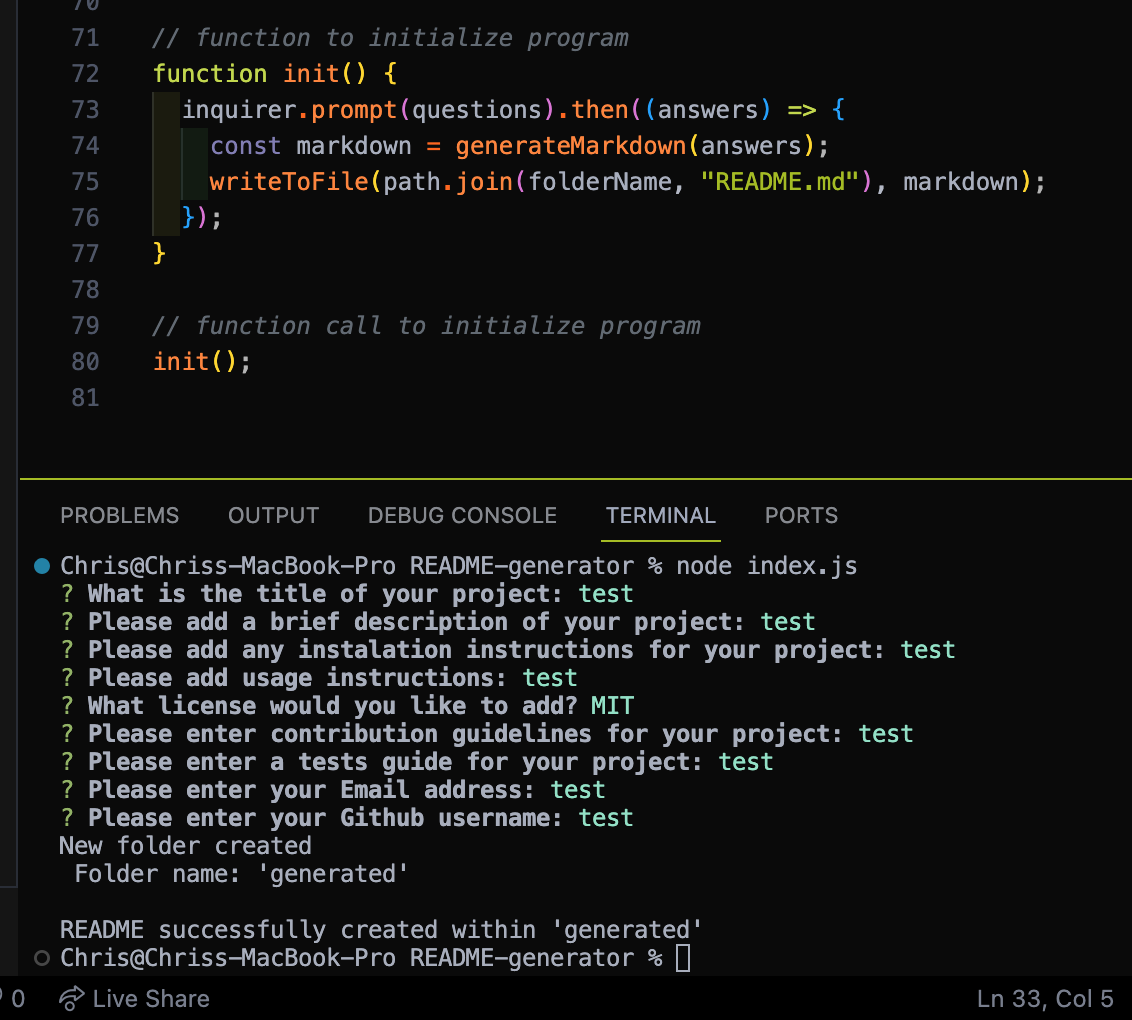 70
71 // function to initialize program
72 function init() {
73 inquirer.prompt(questions).then((answers) => {
74 const markdown = generateMarkdown(answers);
75 writeToFile(path.join(folderName, "README.md"), markdown);
76 });
77 }
78
79 // function call to initialize program
80 init();
81
PROBLEMS OUTPUT DEBUG CONSOLE TERMINAL PORTS
Chris@Chriss-MacBook-Pro README-generator % node index.js
? What is the title of your project: test
? Please add a brief description of your project: test
? Please add any instalation instructions for your project: test
? Please add usage instructions: test
? What license would you like to add? MIT
? Please enter contribution guidelines for your project: test
? Please enter a tests guide for your project: test
? Please enter your Email address: test
? Please enter your Github username: test
New folder created
Folder name: 'generated'
README successfully created within 'generated'
Chris@Chriss-MacBook-Pro README-generator %
0 Live Share Ln 33, Col 5